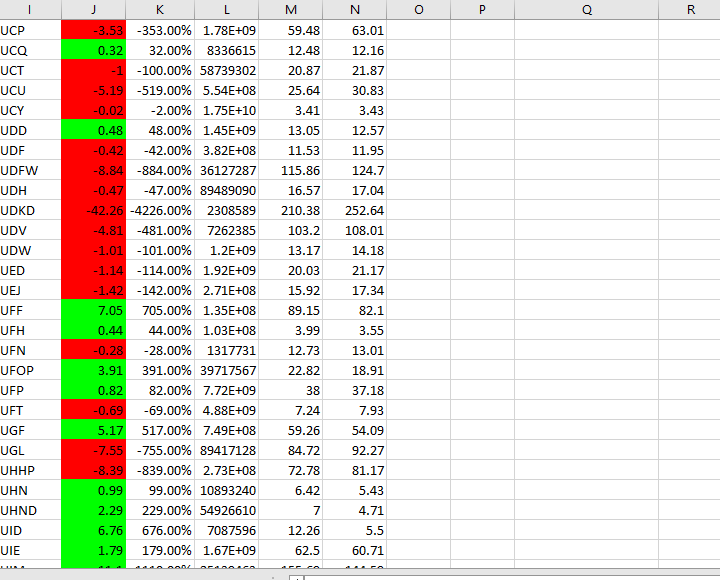 I J K L M N O P Q R
UCP -3.53 -353.00% 1.78E+09 59.48 63.01
UCQ 0.32 32.00% 8336615 12.48 12.16
UCT -1 -100.00% 58739302 20.87 21.87
UCU -5.19 -519.00% 5.54E+08 25.64 30.83
UCY -0.02 -2.00% 1.75E+10 3.41 3.43
UDD 0.48 48.00% 1.45E+09 13.05 12.57
UDF -0.42 -42.00% 3.82E+08 11.53 11.95
UDFW -8.84 -884.00% 36127287 115.86 124.7
UDH -0.47 -47.00% 89489090 16.57 17.04
UDKD -42.26 -4226.00% 2308589 210.38 252.64
UDV -4.81 -481.00% 7262385 103.2 108.01
UDW -1.01 -101.00% 1.2E+09 13.17 14.18
UED -1.14 -114.00% 1.92E+09 20.03 21.17
UEJ -1.42 -142.00% 2.71E+08 15.92 17.34
UFF 7.05 705.00% 1.35E+08 89.15 82.1
UFH 0.44 44.00% 1.03E+08 3.99 3.55
UFN -0.28 -28.00% 1317731 12.73 13.01
UFOP 3.91 391.00% 39717567 22.82 18.91
UFP 0.82 82.00% 7.72E+09 38 37.18
UFT -0.69 -69.00% 4.88E+09 7.24 7.93
UGF 5.17 517.00% 7.49E+08 59.26 54.09
UGL -7.55 -755.00% 89417128 84.72 92.27
UHHP -8.39 -839.00% 2.73E+08 72.78 81.17
UHN 0.99 99.00% 10893240 6.42 5.43
UHND 2.29 229.00% 54926610 7 4.71
UID 6.76 676.00% 7087596 12.26 5.5
UIE 1.79 179.00% 1.67E+09 62.5 60.71